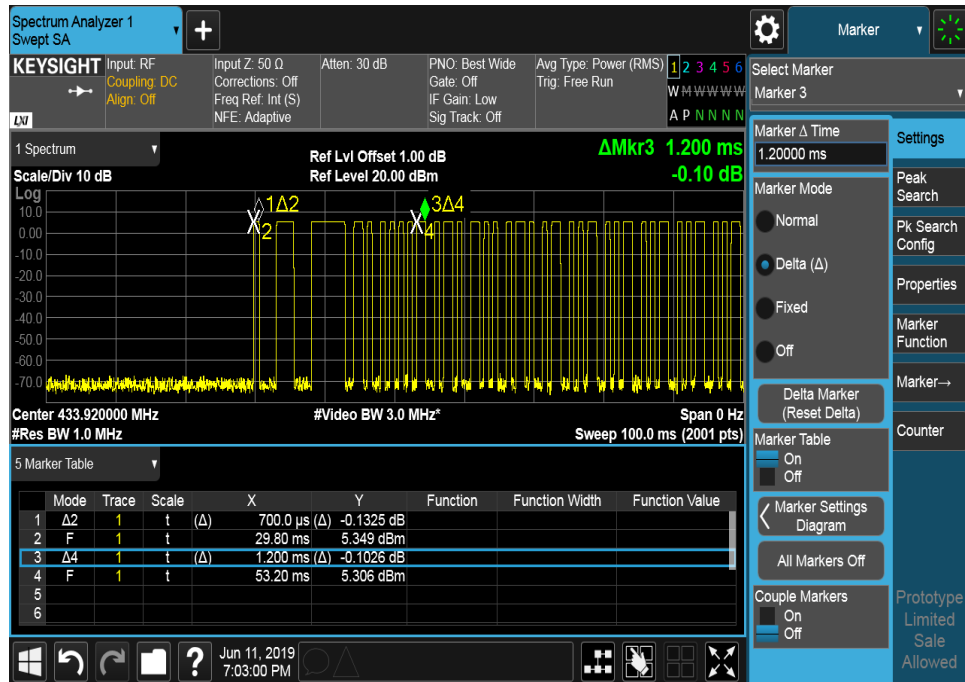 Spectrum Analyzer 1
Swept SA
+
Marker
KEYSIGHT
LXI
Input: RF
Coupling: DC
Align: Off
Input Z: 50 Ω
Corrections: Off
Freq Ref: Int (S)
NFE: Adaptive
Atten: 30 dB
PNO: Best Wide
Gate: Off
IF Gain: Low
Sig Track: Off
Avg Type: Power (RMS)
Trig: Free Run
1 2 3 4 5 6
W M W W W W
A P N N N N
Select Marker
Marker 3
1 Spectrum
Scale/Div 10 dB
Ref Lvl Offset 1.00 dB
Ref Level 20.00 dBm
ΔMkr3 1.200 ms
-0.10 dB
Log
10.0
0.00
-10.0
-20.0
-30.0
-40.0
-50.0
-60.0
-70.0
1Δ2
2
3Δ4
4
Center 433.920000 MHz
#Res BW 1.0 MHz
#Video BW 3.0 MHz*
Span 0 Hz
Sweep 100.0 ms (2001 pts)
5 Marker Table
Mode Trace Scale X Y Function Function Width Function Value
1 Δ2 1 t (Δ) 700.0 µs (Δ) -0.1325 dB
2 F 1 t 29.80 ms 5.349 dBm
3 Δ4 1 t (Δ) 1.200 ms (Δ) -0.1026 dB
4 F 1 t 53.20 ms 5.306 dBm
5
6
Marker Δ Time
1.20000 ms
Marker Mode
Normal
Delta (Δ)
Fixed
Off
Delta Marker
(Reset Delta)
Marker Table
On
Off
Marker Settings
Diagram
All Markers Off
Couple Markers
On
Off
Settings
Peak
Search
Pk Search
Config
Properties
Marker
Function
Marker→
Counter
Prototype
Limited
Sale
Allowed
?
Jun 11, 2019
7:03:00 PM